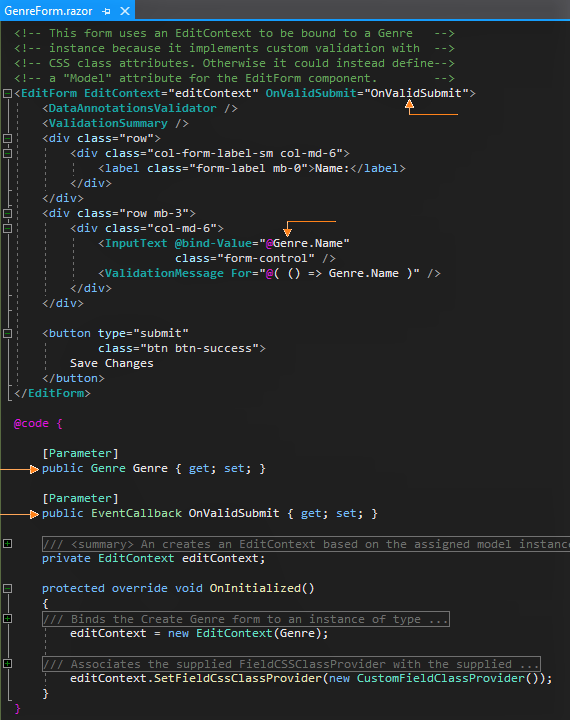 GenreForm.razor
<!-- This form uses an EditContext to be bound to a Genre   -->
<!-- instance because it implements custom validation with  -->
<!-- CSS class attributes. Otherwise it could instead define-->
<!-- a "Model" attribute for the EditForm component.        -->
<EditForm EditContext="editContext" OnValidSubmit="OnValidSubmit">
    <DataAnnotationsValidator />
    <ValidationSummary />
    <div class="row">
        <div class="col-form-label-sm col-md-6">
            <label class="form-label mb-0">Name:</label>
        </div>
    </div>
    <div class="row mb-3">
        <div class="col-md-6">
            <InputText @bind-Value="@Genre.Name"
                       class="form-control" />
            <ValidationMessage For="@( () => Genre.Name )" />
        </div>
    </div>

    <button type="submit"
            class="btn btn-success">
        Save Changes
    </button>
</EditForm>

@code {

    [Parameter]
    public Genre Genre { get; set; }

    [Parameter]
    public EventCallback OnValidSubmit { get; set; }

    /// <summary> An creates an EditContext based on the assigned model instance
    private EditContext editContext;

    protected override void OnInitialized()
    {
    /// Binds the Create Genre form to an instance of type ...
        editContext = new EditContext(Genre);

    /// Associates the supplied FieldCSSClassProvider with the supplied ...
        editContext.SetFieldCssClassProvider(new CustomFieldClassProvider());
    }
}